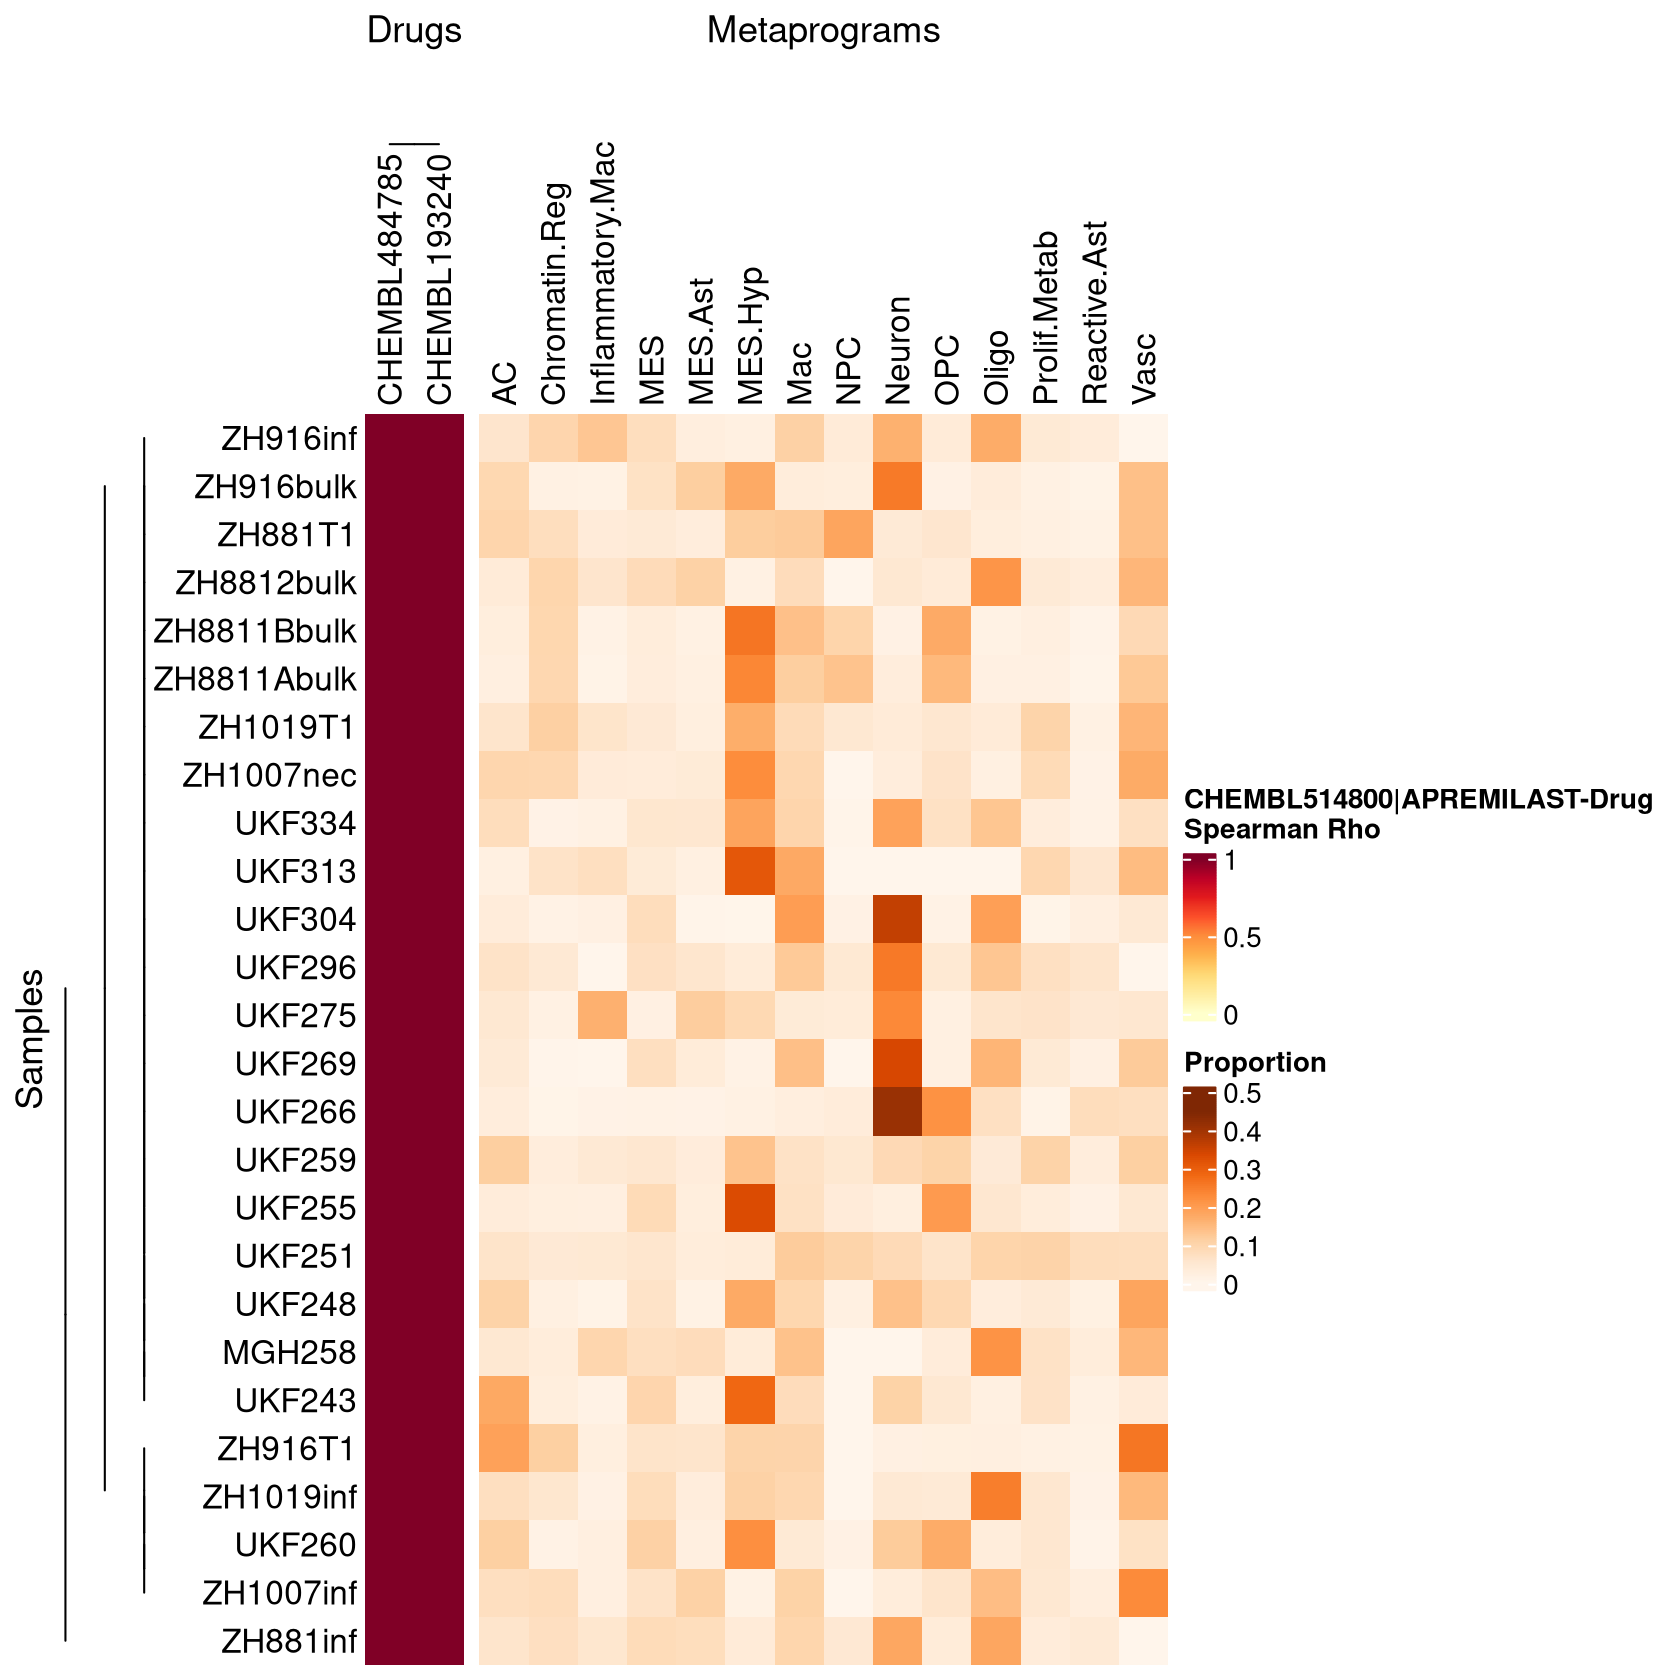 Drugs
Metaprograms
CHEMBL484785
CHEMBL193240
AC
Chromatin.Reg
Inflammatory.Mac
MES
MES.Ast
MES.Hyp
Mac
NPC
Neuron
OPC
Oligo
Prolif.Metab
Reactive.Ast
Vasc
Samples
ZH916inf
ZH916bulk
ZH881T1
ZH8812bulk
ZH8811Bbulk
ZH8811Abulk
ZH1019T1
ZH1007nec
UKF334
UKF313
UKF304
UKF296
UKF275
UKF269
UKF266
UKF259
UKF255
UKF251
UKF248
MGH258
UKF243
ZH916T1
ZH1019inf
UKF260
ZH1007inf
ZH881inf
CHEMBL514800|APREMILAST-Drug
Spearman Rho
1
0.5
0
Proportion
0.5
0.4
0.3
0.2
0.1
0